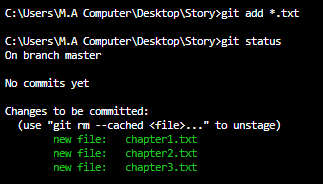 C:\Users\M.A Computer\Desktop\Story>git add *.txt
C:\Users\M.A Computer\Desktop\Story>git status
On branch master
No commits yet
Changes to be committed:
(use "git rm --cached <file>..." to unstage)
new file: chapter1.txt
new file: chapter2.txt
new file: chapter3.txt